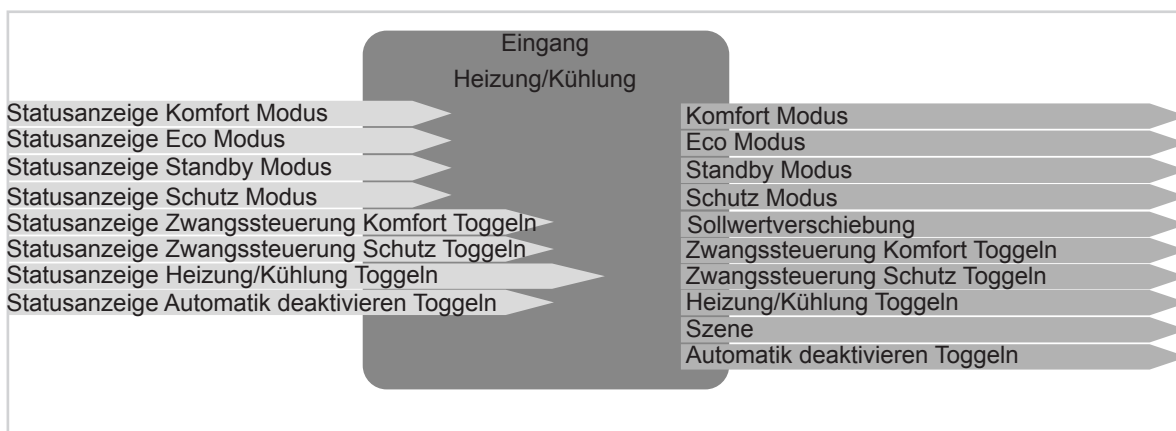 Eingang
Heizung/Kühlung
Statusanzeige Komfort Modus
Statusanzeige Eco Modus
Statusanzeige Standby Modus
Statusanzeige Schutz Modus
Statusanzeige Zwangssteuerung Komfort Toggeln
Statusanzeige Zwangssteuerung Schutz Toggeln
Statusanzeige Heizung/Kühlung Toggeln
Statusanzeige Automatik deaktivieren Toggeln
Komfort Modus
Eco Modus
Standby Modus
Schutz Modus
Sollwertverschiebung
Zwangssteuerung Komfort Toggeln
Zwangssteuerung Schutz Toggeln
Heizung/Kühlung Toggeln
Szene
Automatik deaktivieren Toggeln